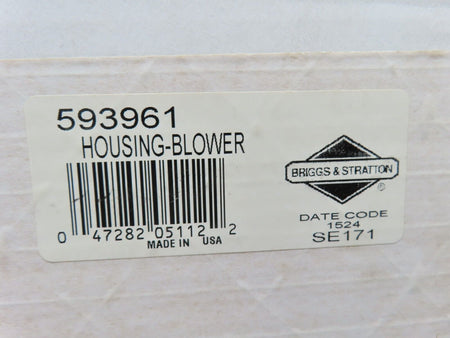 593961
HOUSING-BLOWER
BRIGGS & STRATTON
®
0 47282 05112 2
MADE IN USA
DATE CODE
1524
SE171